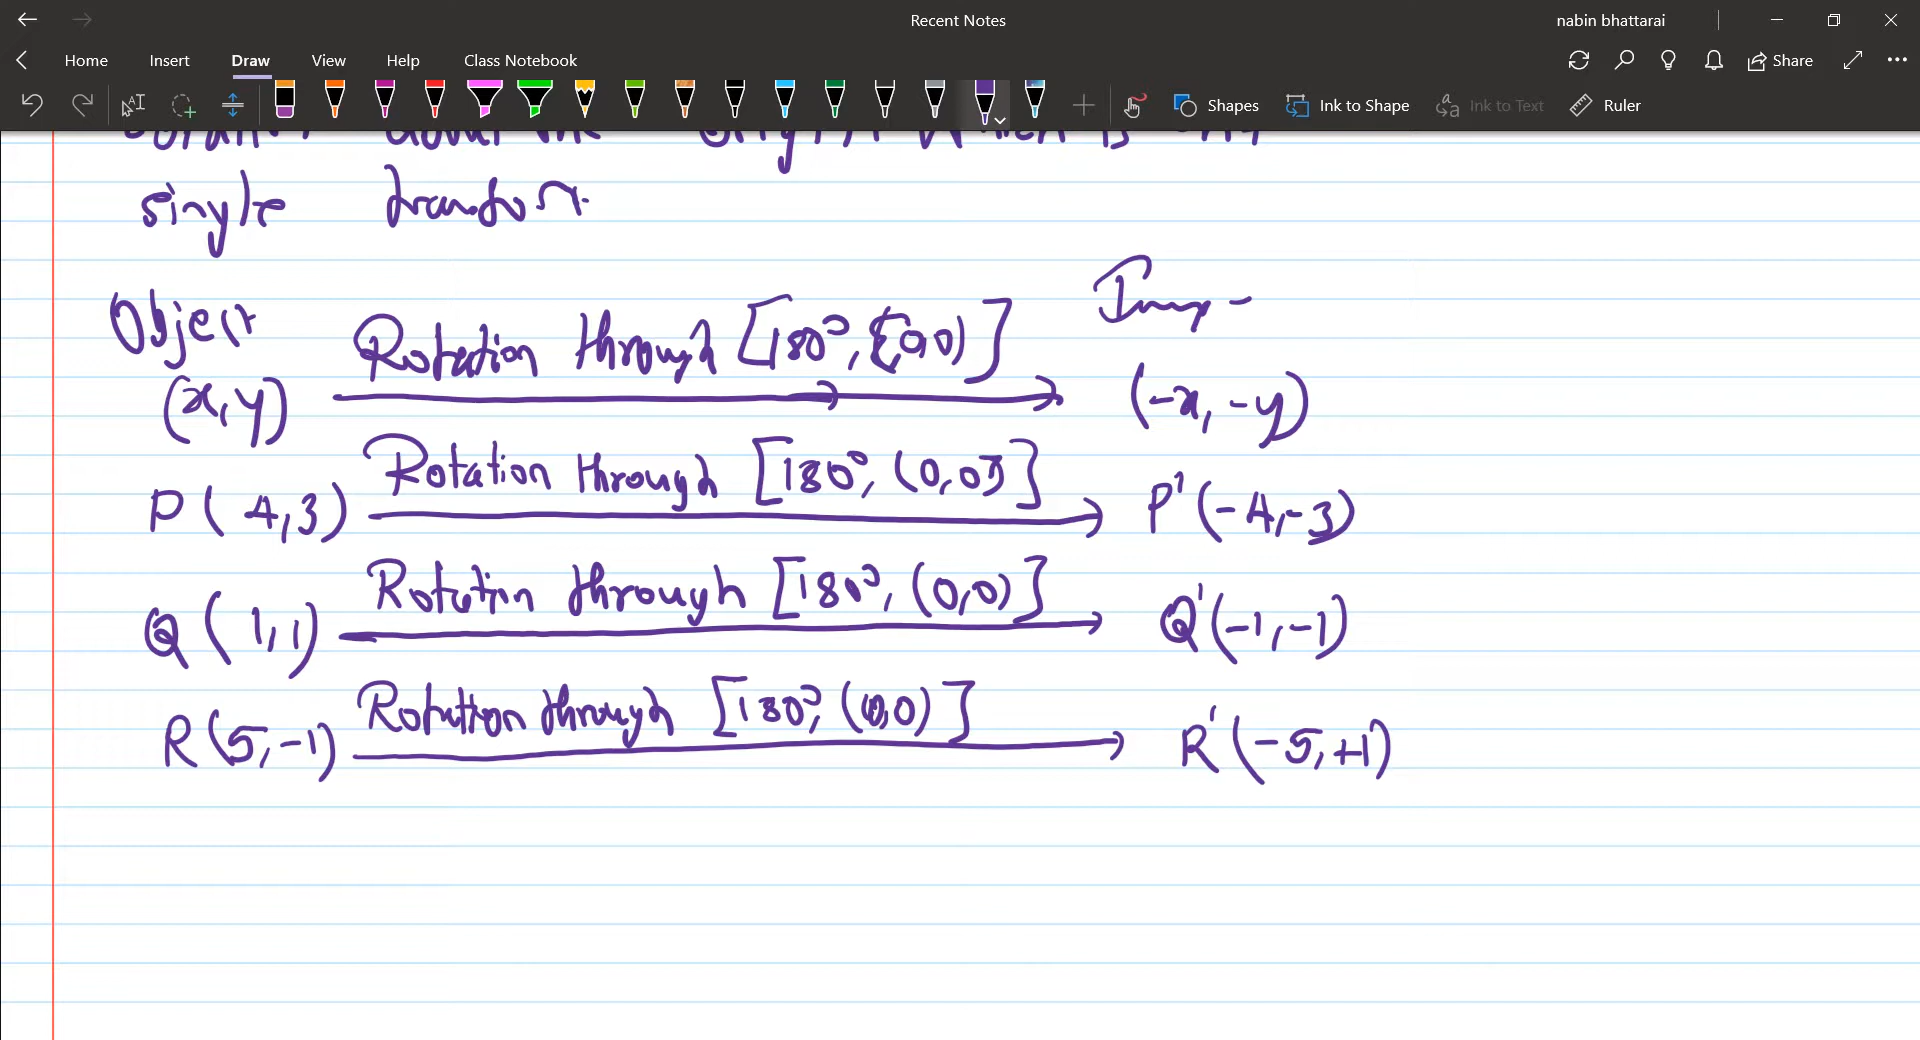 Recent Notes
nabin bhattarai
Home Insert Draw View Help Class Notebook Share
Shapes Ink to Shape Ink to Text Ruler
about the
single
Object
Rotation through [180°, (0,0)]
(x,y) (-x,-y)
Rotation through [180°, (0,0)]
P(4,3) P'(-4,-3)
Rotation through [180°, (0,0)]
Q(1,1) Q'(-1,-1)
Rotation through [180°, (0,0)]
R(5,-1) R'(-5,+1)